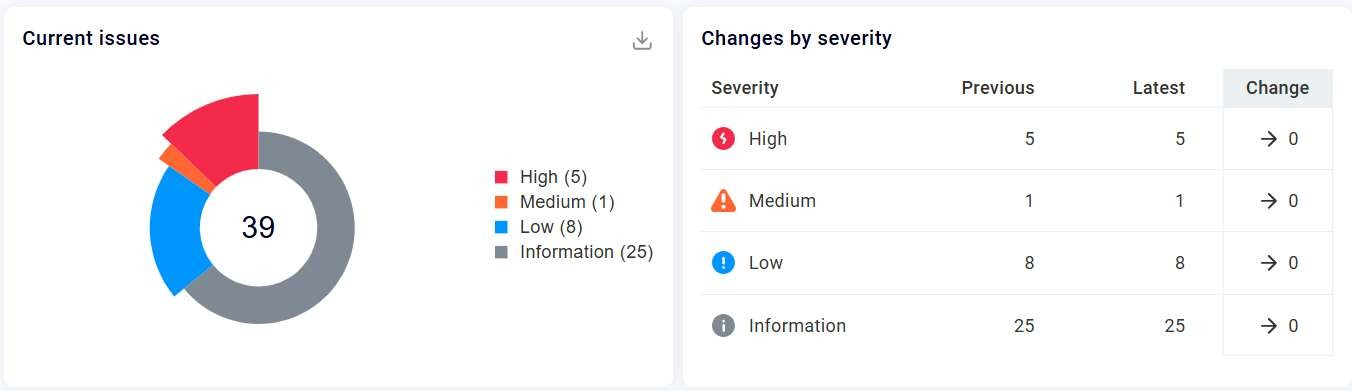 Current issues
39
High (5)
Medium (1)
Low (8)
Information (25)
Changes by severity
Severity Previous Latest Change
High 5 5 → 0
Medium 1 1 → 0
Low 8 8 → 0
Information 25 25 → 0